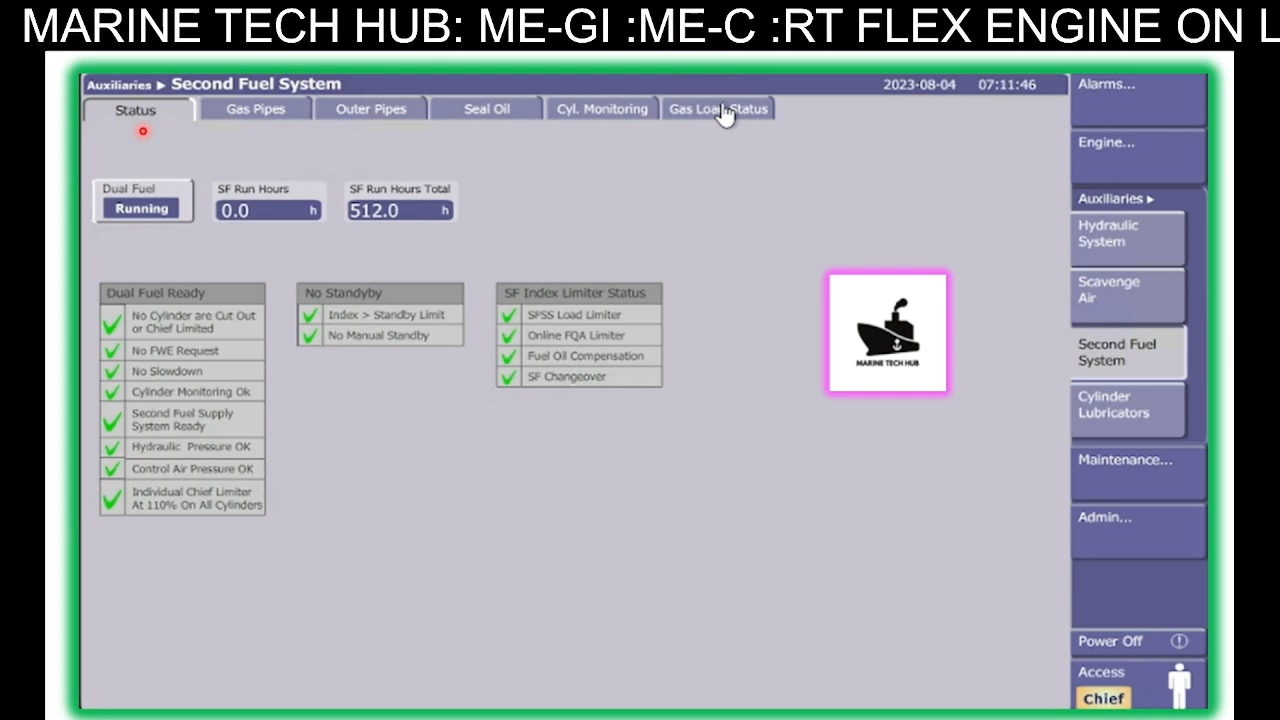 MARINE TECH HUB: ME-GI :ME-C :RT FLEX ENGINE ON L
Auxiliaries ▶ Second Fuel System
2023-08-04 07:11:46
Status
Gas Pipes
Outer Pipes
Seal Oil
Cyl. Monitoring
Gas Load Status
Dual Fuel
Running
SF Run Hours
0.0 h
SF Run Hours Total
512.0 h
Dual Fuel Ready
No Cylinder are Cut Out
or Chief Limited
No FWE Request
No Slowdown
Cylinder Monitoring Ok
Second Fuel Supply
System Ready
Hydraulic Pressure OK
Control Air Pressure OK
Individual Chief Limiter
At 110% On All Cylinders
No Standyby
Index > Standby Limit
No Manual Standby
SF Index Limiter Status
SFSS Load Limiter
Online FQA Limiter
Fuel Oil Compensation
SF Changeover
MARINE TECH HUB
Alarms...
Engine...
Auxiliaries ▶
Hydraulic
System
Scavenge
Air
Second Fuel
System
Cylinder
Lubricators
Maintenance...
Admin...
Power Off
Access
Chief